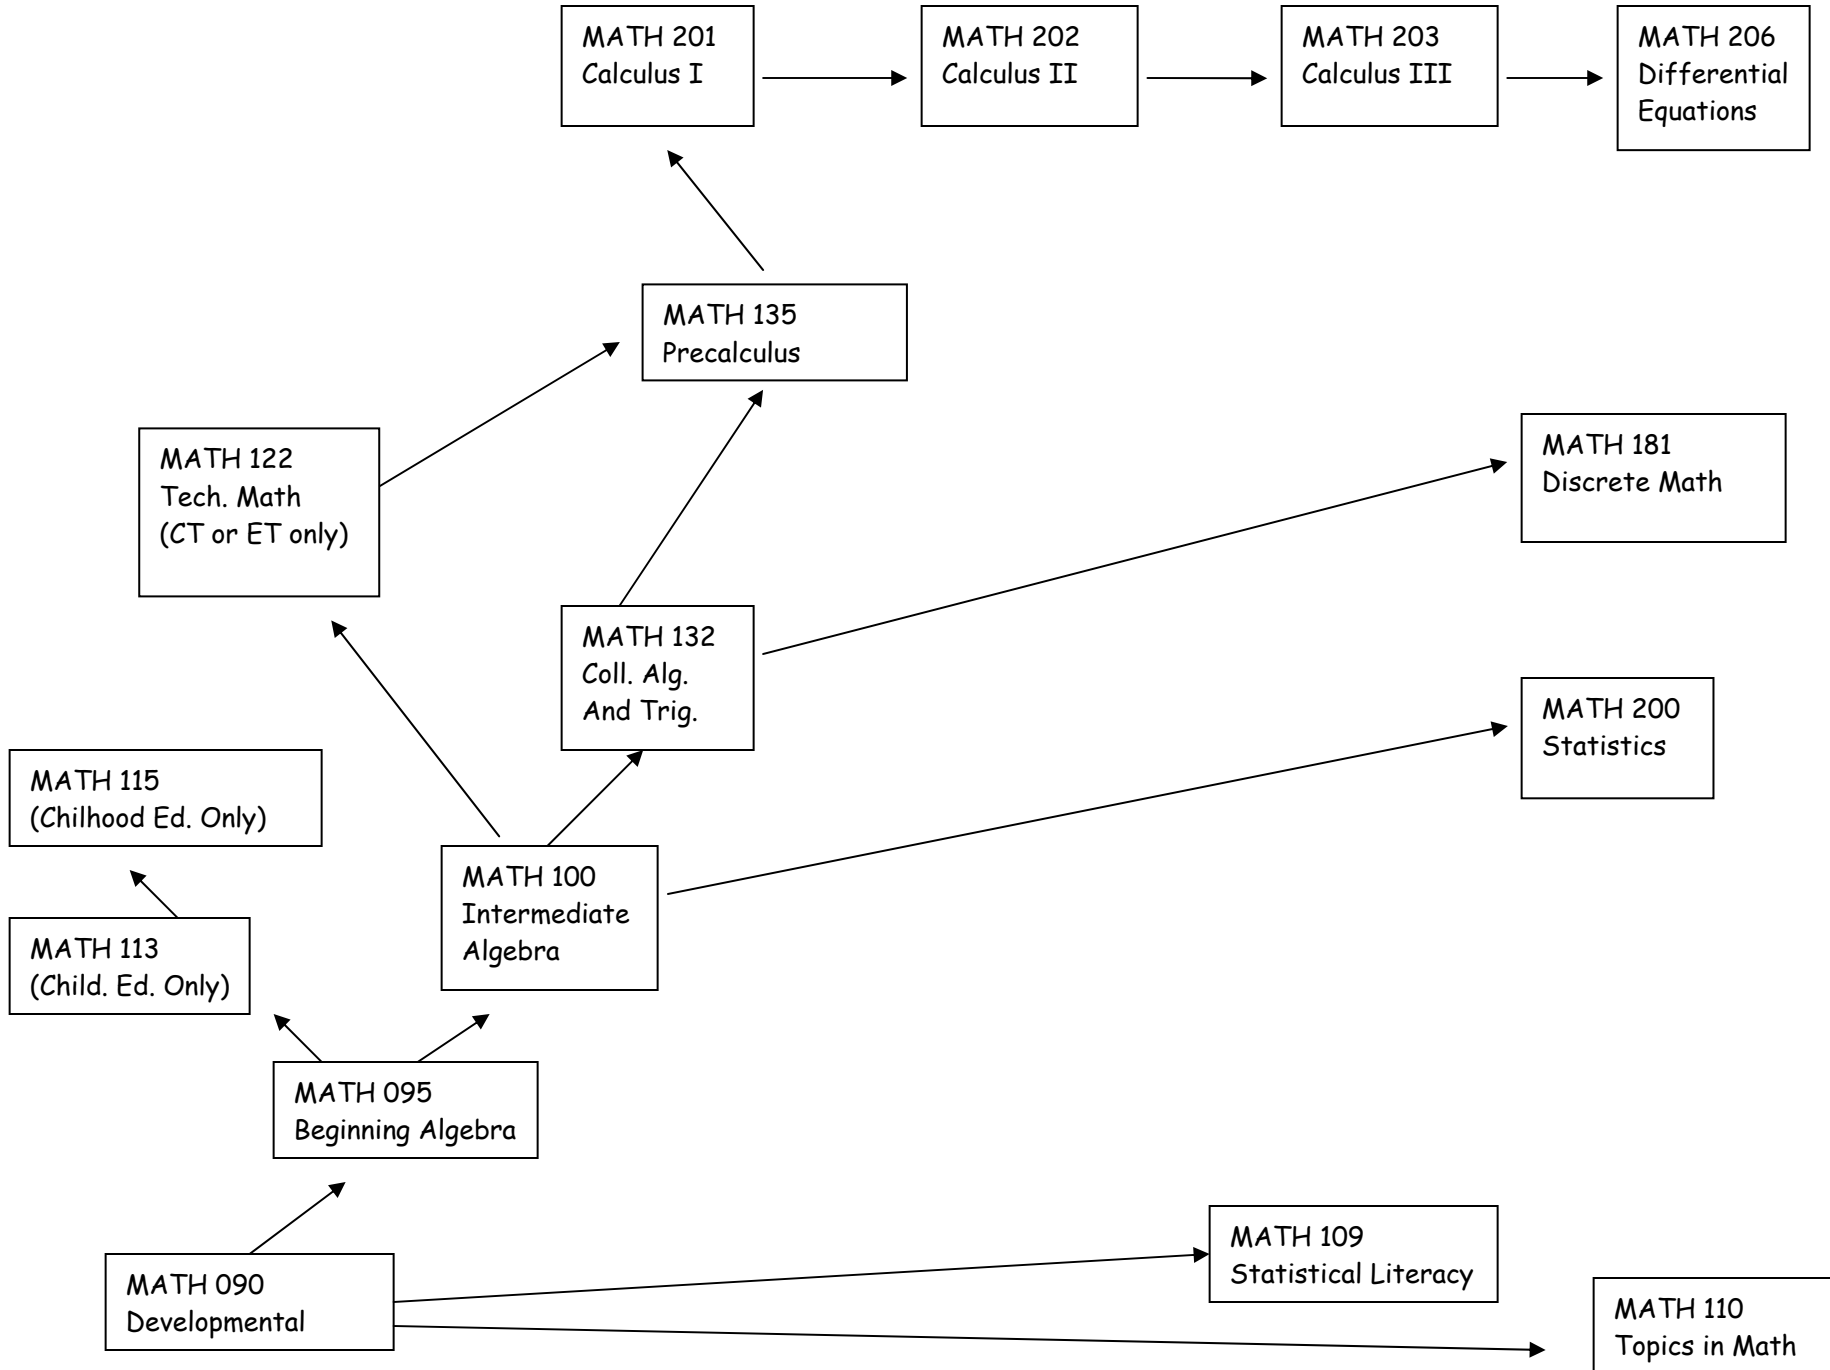 MATH 201
Calculus I
MATH 202
Calculus II
MATH 203
Calculus III
MATH 206
Differential
Equations
MATH 135
Precalculus
MATH 122
Tech. Math
(CT or ET only)
MATH 181
Discrete Math
MATH 132
Coll. Alg.
And Trig.
MATH 200
Statistics
MATH 115
(Chilhood Ed. Only)
MATH 100
Intermediate
Algebra
MATH 113
(Child. Ed. Only)
MATH 095
Beginning Algebra
MATH 109
Statistical Literacy
MATH 090
Developmental
MATH 110
Topics in Math